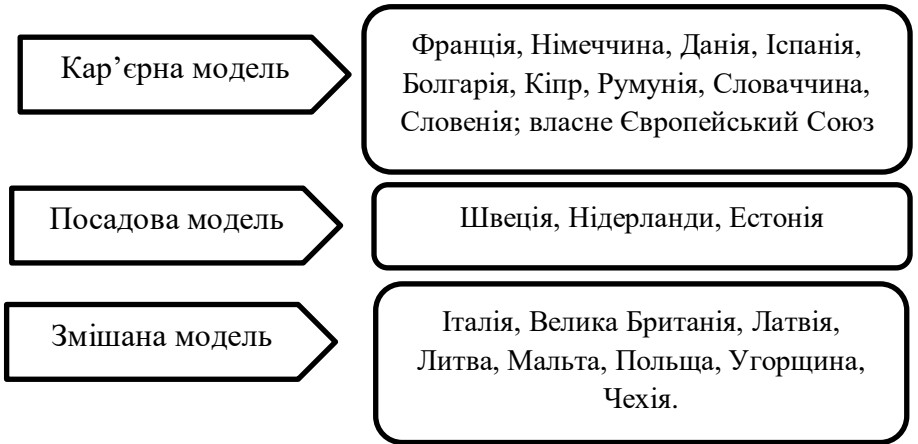 Кар’єрна модель
Франція, Німеччина, Данія, Іспанія,
Болгарія, Кіпр, Румунія, Словаччина,
Словенія; власне Європейський Союз
Посадова модель
Швеція, Нідерланди, Естонія
Змішана модель
Італія, Велика Британія, Латвія,
Литва, Мальта, Польща, Угорщина,
Чехія.